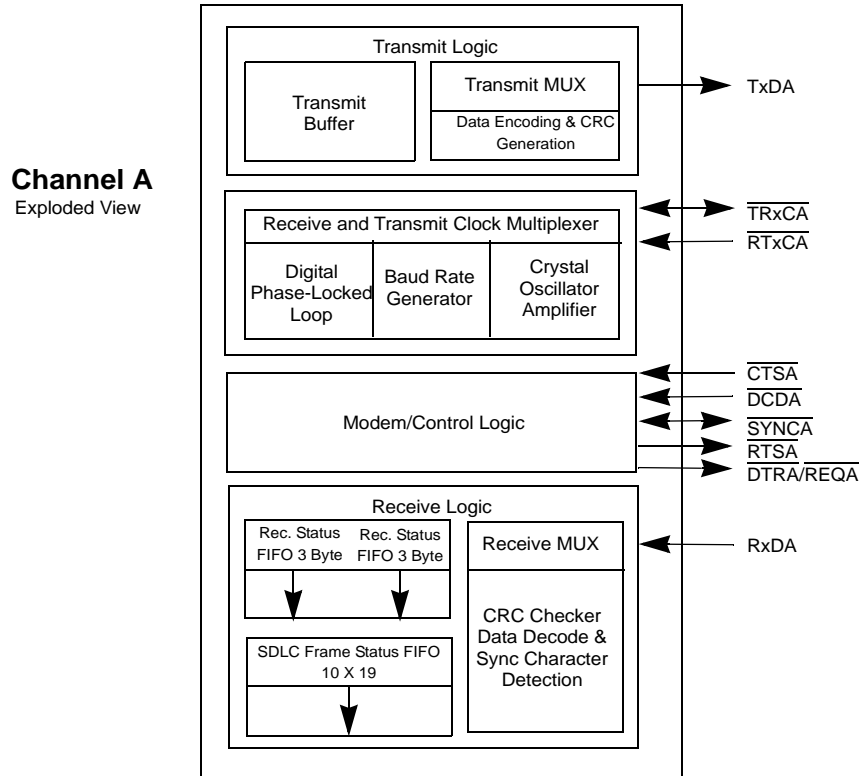 Transmit Logic
Transmit
Buffer
Transmit MUX
Data Encoding & CRC
Generation
TxDA
Channel A
Exploded View
Receive and Transmit Clock Multiplexer
Digital
Phase-Locked
Loop
Baud Rate
Generator
Crystal
Oscillator
Amplifier
TRxCA
RTxCA
Modem/Control Logic
CTSA
DCDA
SYNCA
RTSA
DTRA/REQA
Receive Logic
Rec. Status
FIFO 3 Byte
Rec. Status
FIFO 3 Byte
Receive MUX
CRC Checker
Data Decode &
Sync Character
Detection
SDLC Frame Status FIFO
10 X 19
RxDA